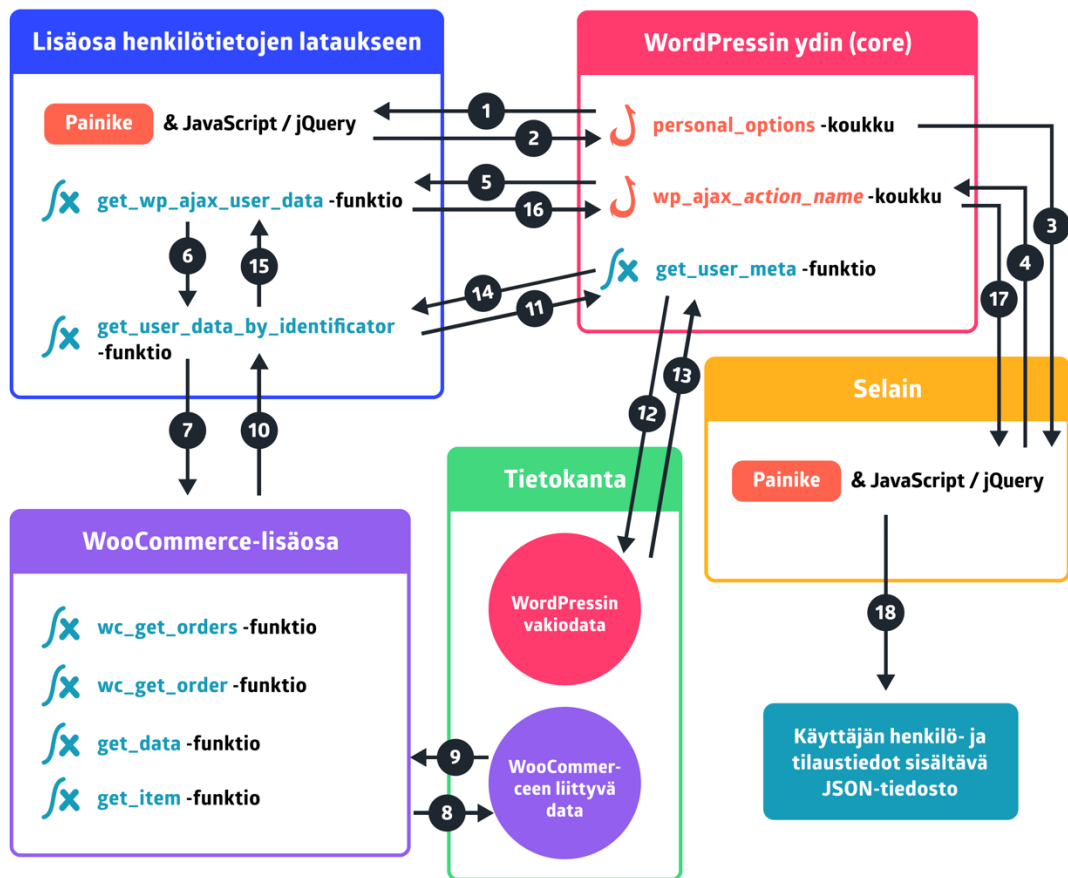 Lisäosa henkilötietojen lataukseen
Painike & JavaScript / jQuery
get_wp_ajax_user_data -funktio
6
15
get_user_data_by_identificator
-funktio
1
2
5
16
14
11
WordPressin ydin (core)
personal_options -koukku
wp_ajax_action_name -koukku
get_user_meta -funktio
3
4
17
7
10
12
13
Selain
Painike & JavaScript / jQuery
18
Käyttäjän henkilö- ja
tilaustiedot sisältävä
JSON-tiedosto
WooCommerce-lisäosa
wc_get_orders -funktio
wc_get_order -funktio
get_data -funktio
get_item -funktio
9
8
Tietokanta
WordPressin
vakiodata
WooCommer-
ceen liittyvä
data